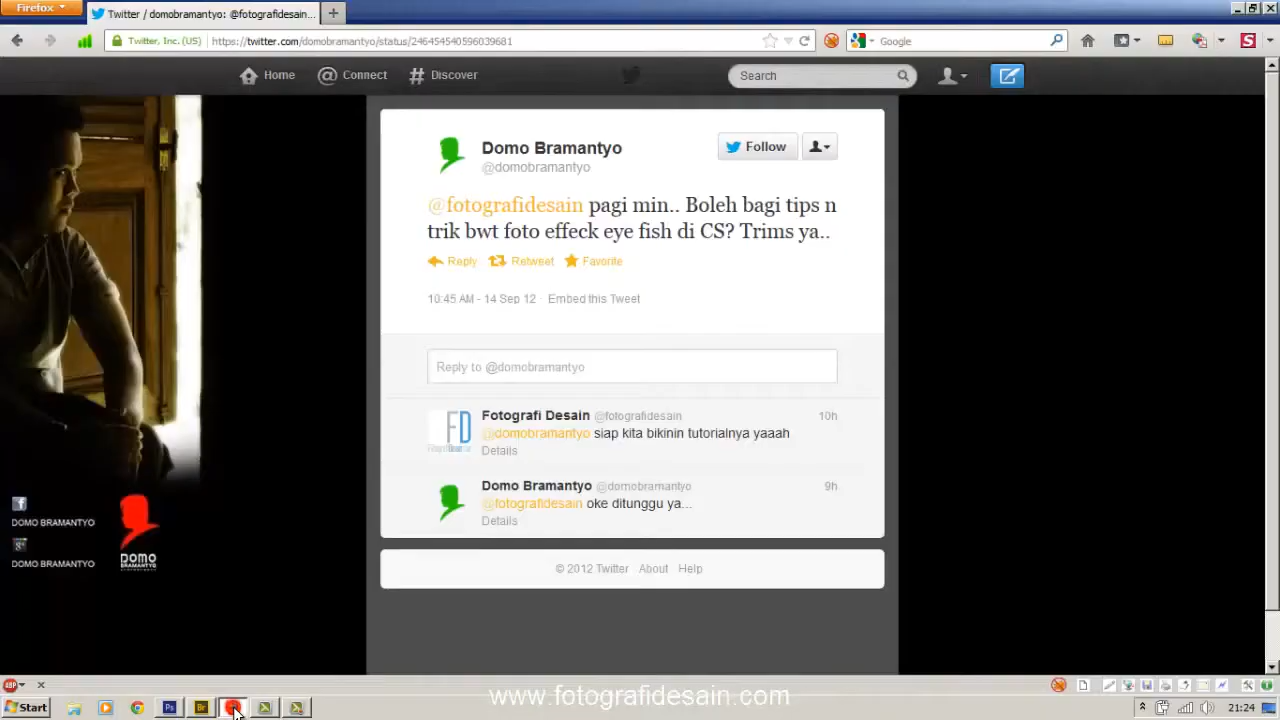 Firefox
Twitter / domobramantyo: @fotografidesain...
Twitter, Inc. (US)
https://twitter.com/domobramantyo/status/246454540596039681
Google
Home
Connect
Discover
Search
Domo Bramantyo
@domobramantyo
Follow
@fotografidesain pagi min.. Boleh bagi tips n
trik bwt foto effeck eye fish di CS? Trims ya..
Reply
Retweet
Favorite
10:45 AM - 14 Sep 12 · Embed this Tweet
Reply to @domobramantyo
Fotografi Desain @fotografidesain
10h
@domobramantyo siap kita bikinin tutorialnya yaaah
Details
Domo Bramantyo @domobramantyo
9h
@fotografidesain oke ditunggu ya...
Details
DOMO BRAMANTYO
DOMO BRAMANTYO
DOMO
BRAMANTYO
© 2012 Twitter About Help
ABP
www.fotografidesain.com
Start
Ps
Br
21:24